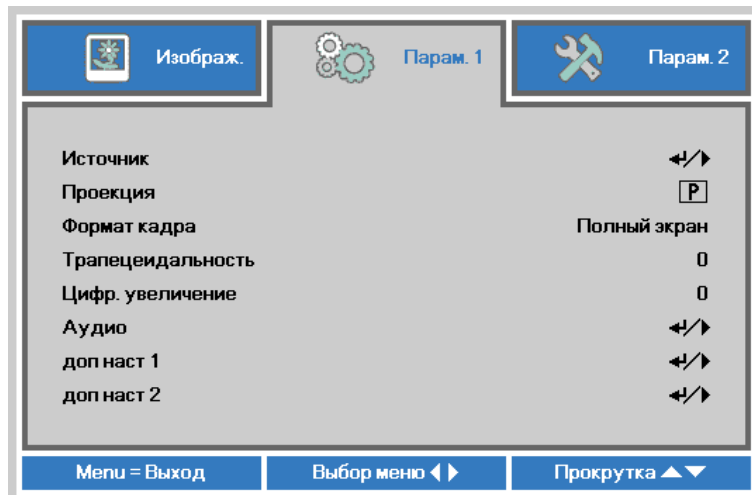 Изображ. Парам. 1 Парам. 2
Источник ↵/▶
Проекция P
Формат кадра Полный экран
Трапецеидальность 0
Цифр. увеличение 0
Аудио ↵/▶
доп наст 1 ↵/▶
доп наст 2 ↵/▶
Menu = Выход Выбор меню ◀ ▶ Прокрутка ▲▼